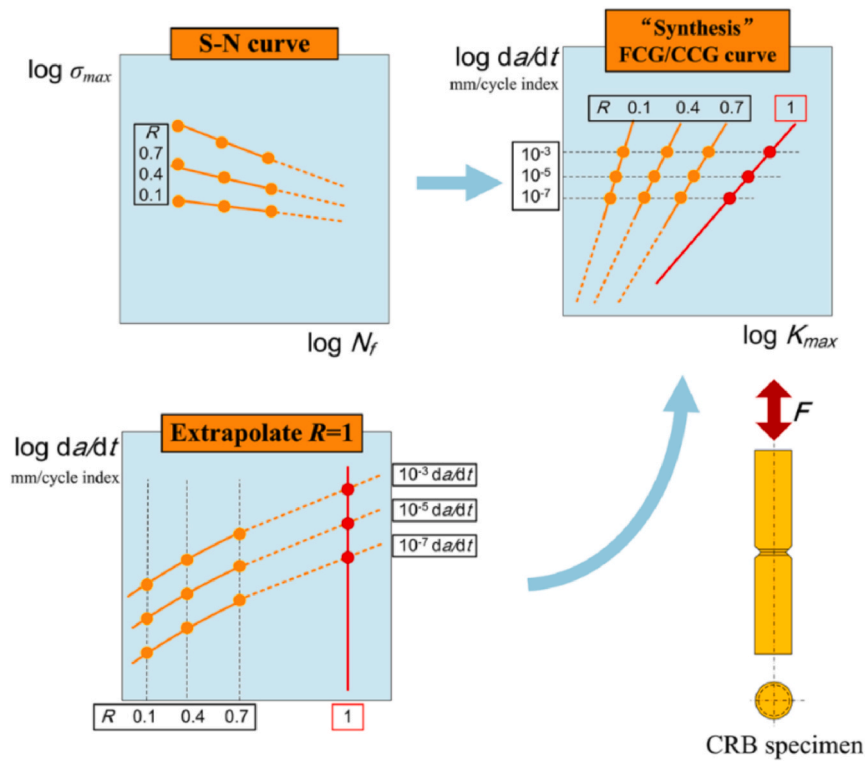 S-N curve
log σmax
R
0.7
0.4
0.1
log Nf
“Synthesis”
FCG/CCG curve
log da/dt
mm/cycle index
R 0.1 0.4 0.7
1
10-3
10-5
10-7
log Kmax
Extrapolate R=1
log da/dt
mm/cycle index
10-3 da/dt
10-5 da/dt
10-7 da/dt
R 0.1 0.4 0.7
1
F
CRB specimen